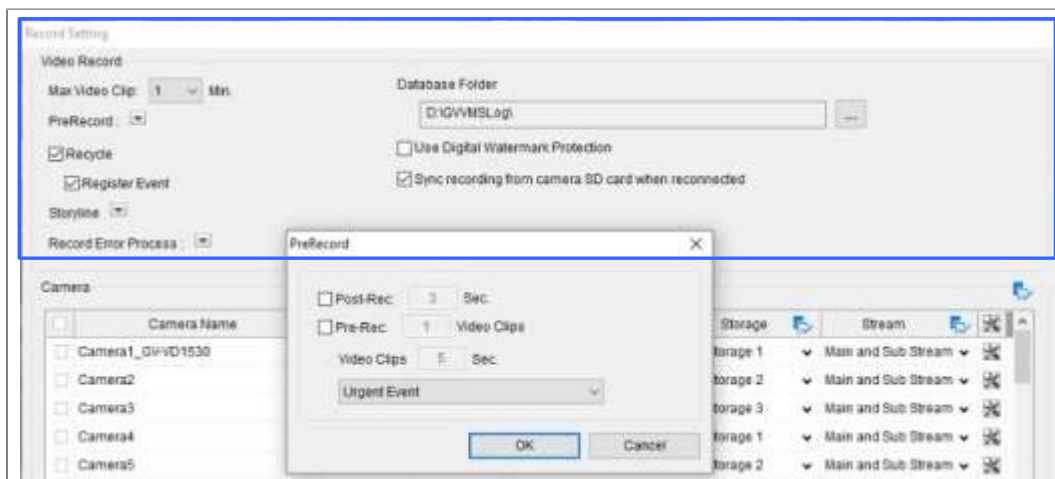 Record Setting
Video Record
Max Video Clip: 1 Min.
Database Folder
D:\GVVMSLog\ ...
PreRecord :
Use Digital Watermark Protection
Recycle
Sync recording from camera SD card when reconnected
Register Event
Storyline
Record Error Process :
PreRecord
Post-Rec: 3 Sec.
Pre-Rec: 1 Video Clips
Video Clips 5 Sec.
Urgent Event
OK Cancel
Camera
Camera Name Storage Stream
Camera1_GV-VD1530 torage 1 Main and Sub Stream
Camera2 torage 2 Main and Sub Stream
Camera3 torage 3 Main and Sub Stream
Camera4 torage 1 Main and Sub Stream
Camera5 torage 2 Main and Sub Stream